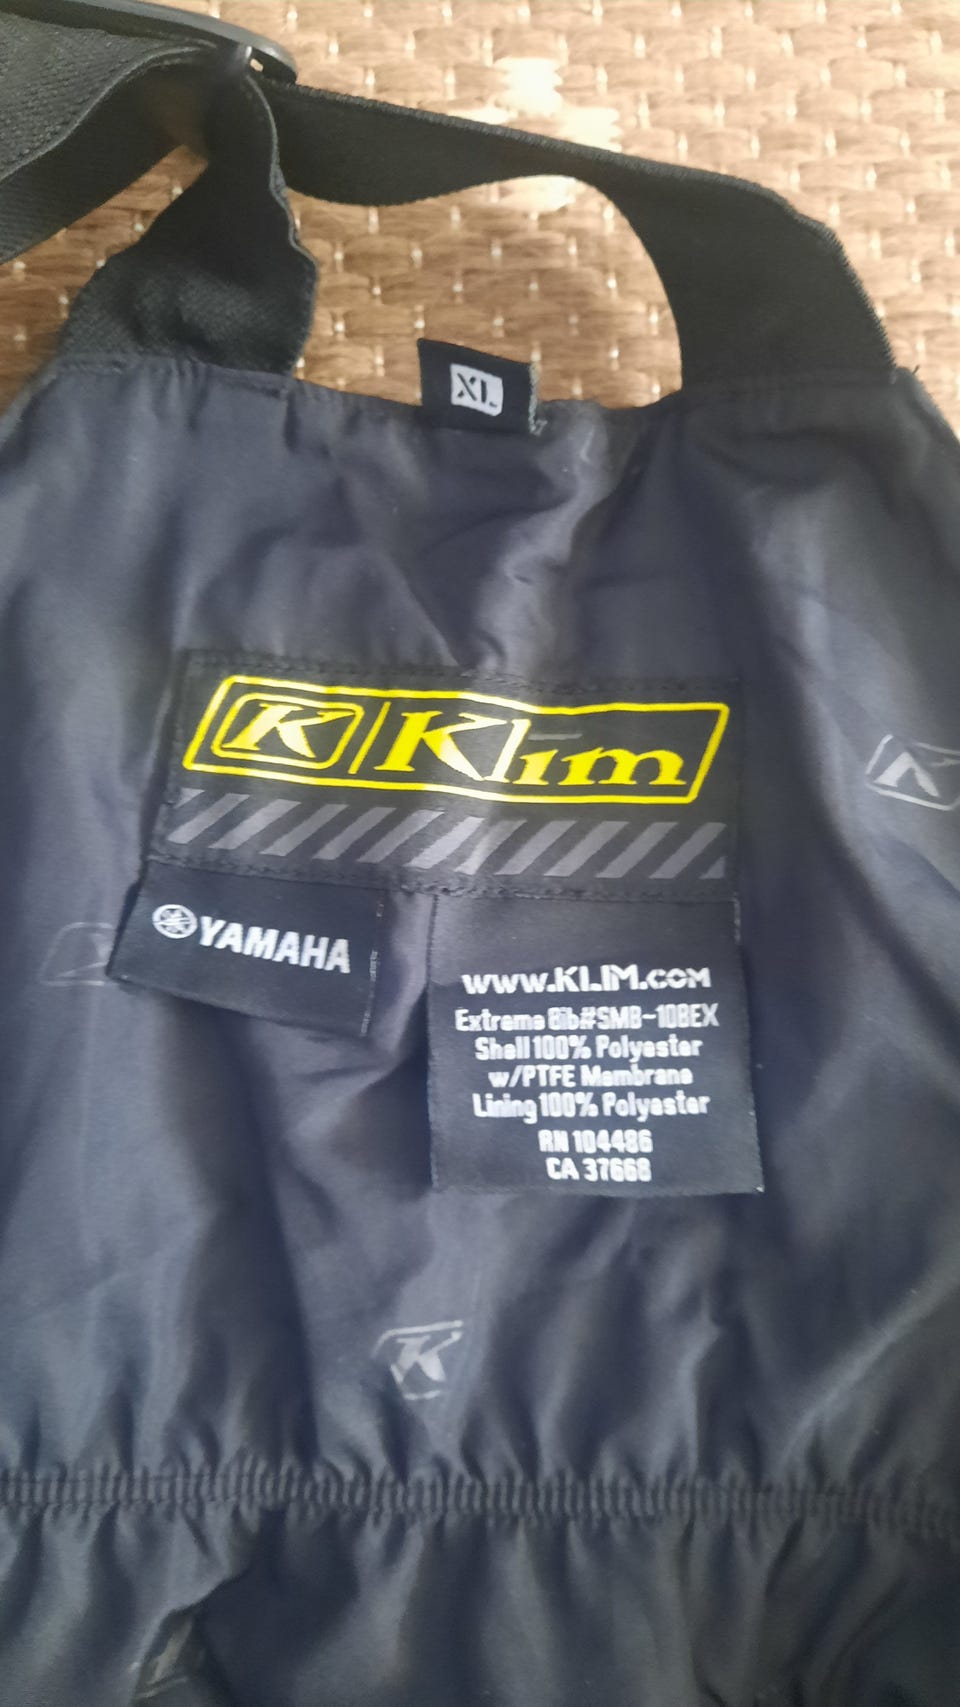 XL
K Klim
YAMAHA
www.KLIM.com
Extreme Bib#SMB-10BEX
Shell 100% Polyester
w/PTFE Membrane
Lining 100% Polyester
RN 104486
CA 37668
K